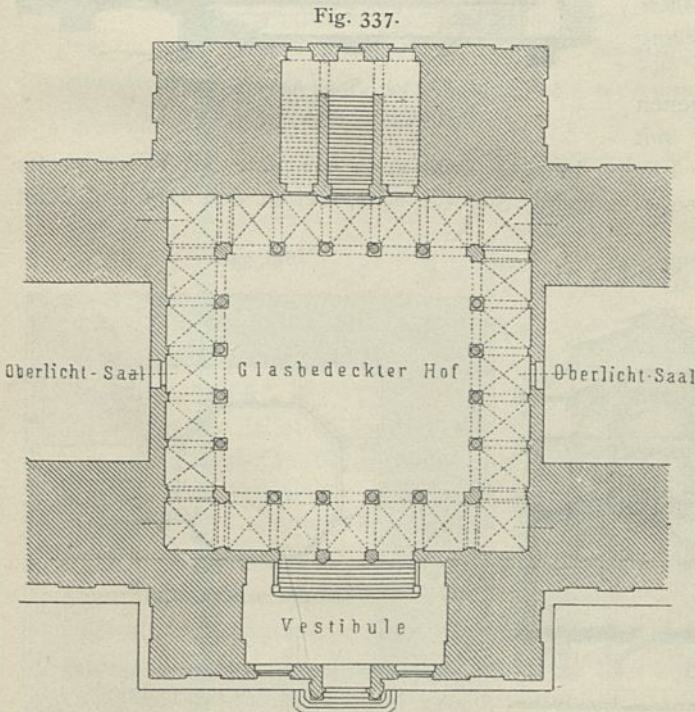 Fig. 337.
Oberlicht-Saal
Glasbedeckter Hof
Oberlicht-Saal
Vestibule